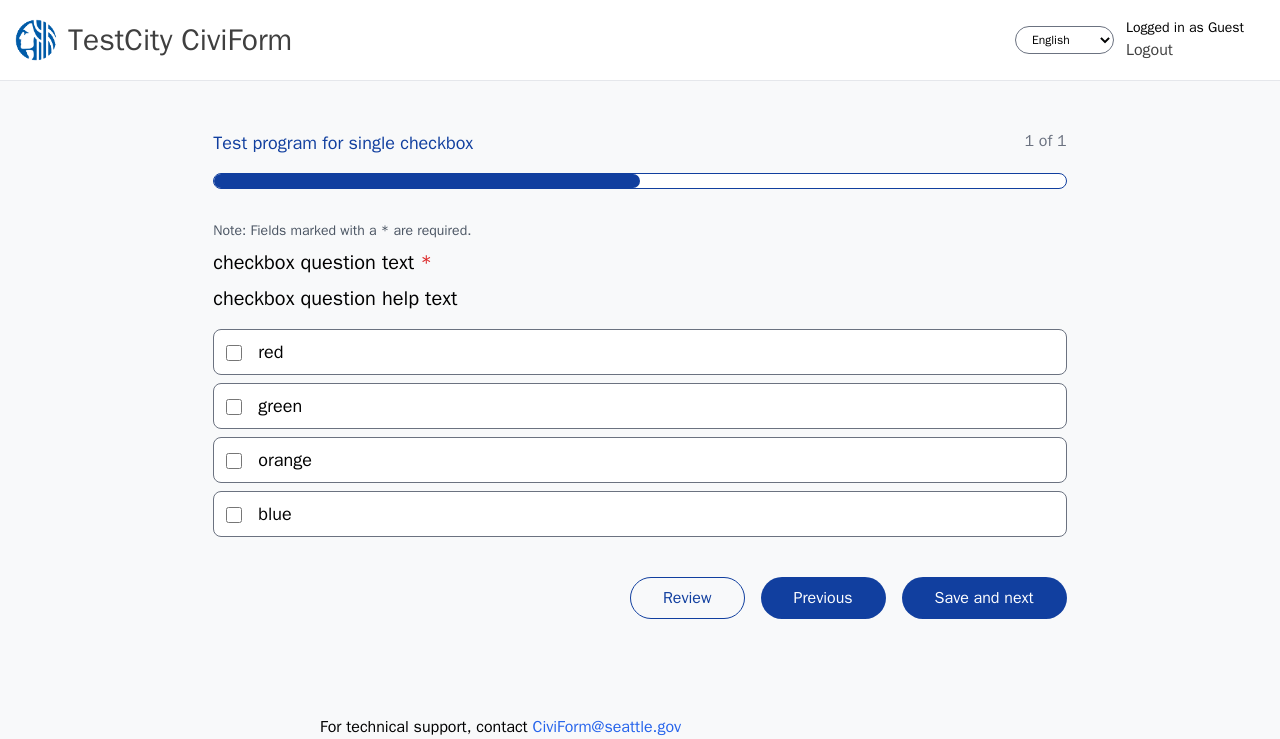 TestCity CiviForm
English
Logged in as Guest
Logout
Test program for single checkbox
1 of 1
Note: Fields marked with a * are required.
checkbox question text *
checkbox question help text
red
green
orange
blue
Review
Previous
Save and next
For technical support, contact CiviForm@seattle.gov